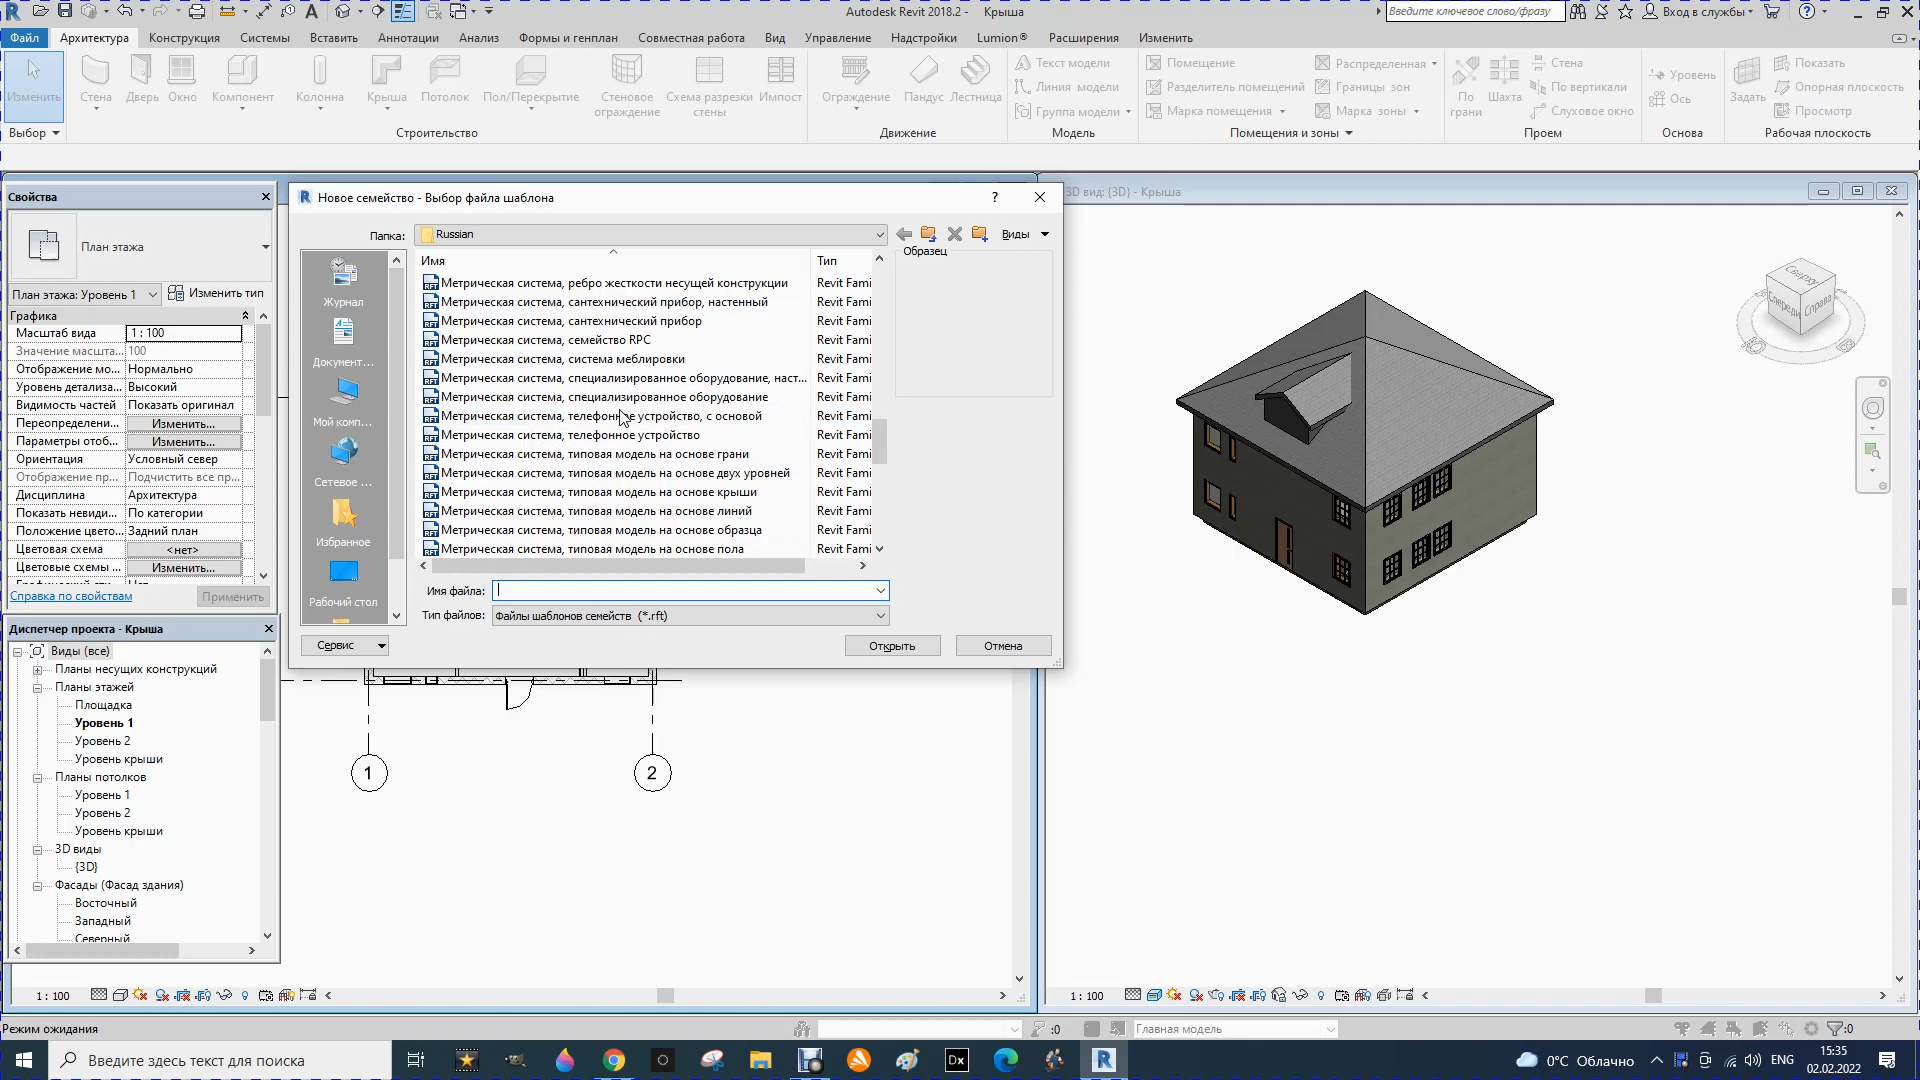 Autodesk Revit 2018.2 - Крыша
Введите ключевое слово/фразу
Вход в службы
Файл Архитектура Конструкция Системы Вставить Аннотации Анализ Формы и генплан Совместная работа Вид Управление Надстройки Lumion® Расширения Изменить
Изменить Стена Дверь Окно Компонент Колонна Крыша Потолок Пол/Перекрытие Стеновое ограждение Схема разрезки стены Импост Ограждение Пандус Лестница
Текст модели
Линия модели
Группа модели
Помещение
Разделитель помещений
Марка помещения
Распределенная
Границы зон
Марка зоны
По грани Шахта
Стена
По вертикали
Слуховое окно
Уровень
Ось
Задать
Показать
Опорная плоскость
Просмотр
Выбор Строительство Движение Модель Помещения и зоны Проем Основа Рабочая плоскость
Свойства
План этажа
План этажа: Уровень 1 Изменить тип
Графика
Масштаб вида 1 : 100
Значение масшта... 100
Отображение мо... Нормально
Уровень детализа... Высокий
Видимость частей Показать оригинал
Переопределени... Изменить...
Параметры отоб... Изменить...
Ориентация Условный север
Отображение пр... Подчистить все пр...
Дисциплина Архитектура
Показать невиди... По категории
Положение цвето... Задний план
Цветовая схема <нет>
Цветовые схемы ... Изменить...
Справка по свойствам Применить
Диспетчер проекта - Крыша
Виды (все)
Планы несущих конструкций
Планы этажей
Площадка
Уровень 1
Уровень 2
Уровень крыши
Планы потолков
Уровень 1
Уровень 2
Уровень крыши
3D виды
{3D}
Фасады (Фасад здания)
Восточный
Западный
Северный
Новое семейство - Выбор файла шаблона
?
Папка: Russian Виды
Образец
Журнал
Документ...
Мой комп...
Сетевое ...
Избранное
Рабочий стол
Имя Тип
Метрическая система, ребро жесткости несущей конструкции Revit Fami
Метрическая система, сантехнический прибор, настенный Revit Fami
Метрическая система, сантехнический прибор Revit Fami
Метрическая система, семейство RPC Revit Fami
Метрическая система, система меблировки Revit Fami
Метрическая система, специализированное оборудование, наст... Revit Fami
Метрическая система, специализированное оборудование Revit Fami
Метрическая система, телефонное устройство, с основой Revit Fami
Метрическая система, телефонное устройство Revit Fami
Метрическая система, типовая модель на основе грани Revit Fami
Метрическая система, типовая модель на основе двух уровней Revit Fami
Метрическая система, типовая модель на основе крыши Revit Fami
Метрическая система, типовая модель на основе линий Revit Fami
Метрическая система, типовая модель на основе образца Revit Fami
Метрическая система, типовая модель на основе пола Revit Fami
Имя файла:
Тип файлов: Файлы шаблонов семейств (*.rft)
Сервис Открыть Отмена
3D вид: {3D} - Крыша
Сверху
Спереди Справа
1 2
1 : 100
1 : 100
Режим ожидания
:0
Главная модель
:0
Введите здесь текст для поиска
Dx
0°C Облачно
ENG
15:35
02.02.2022